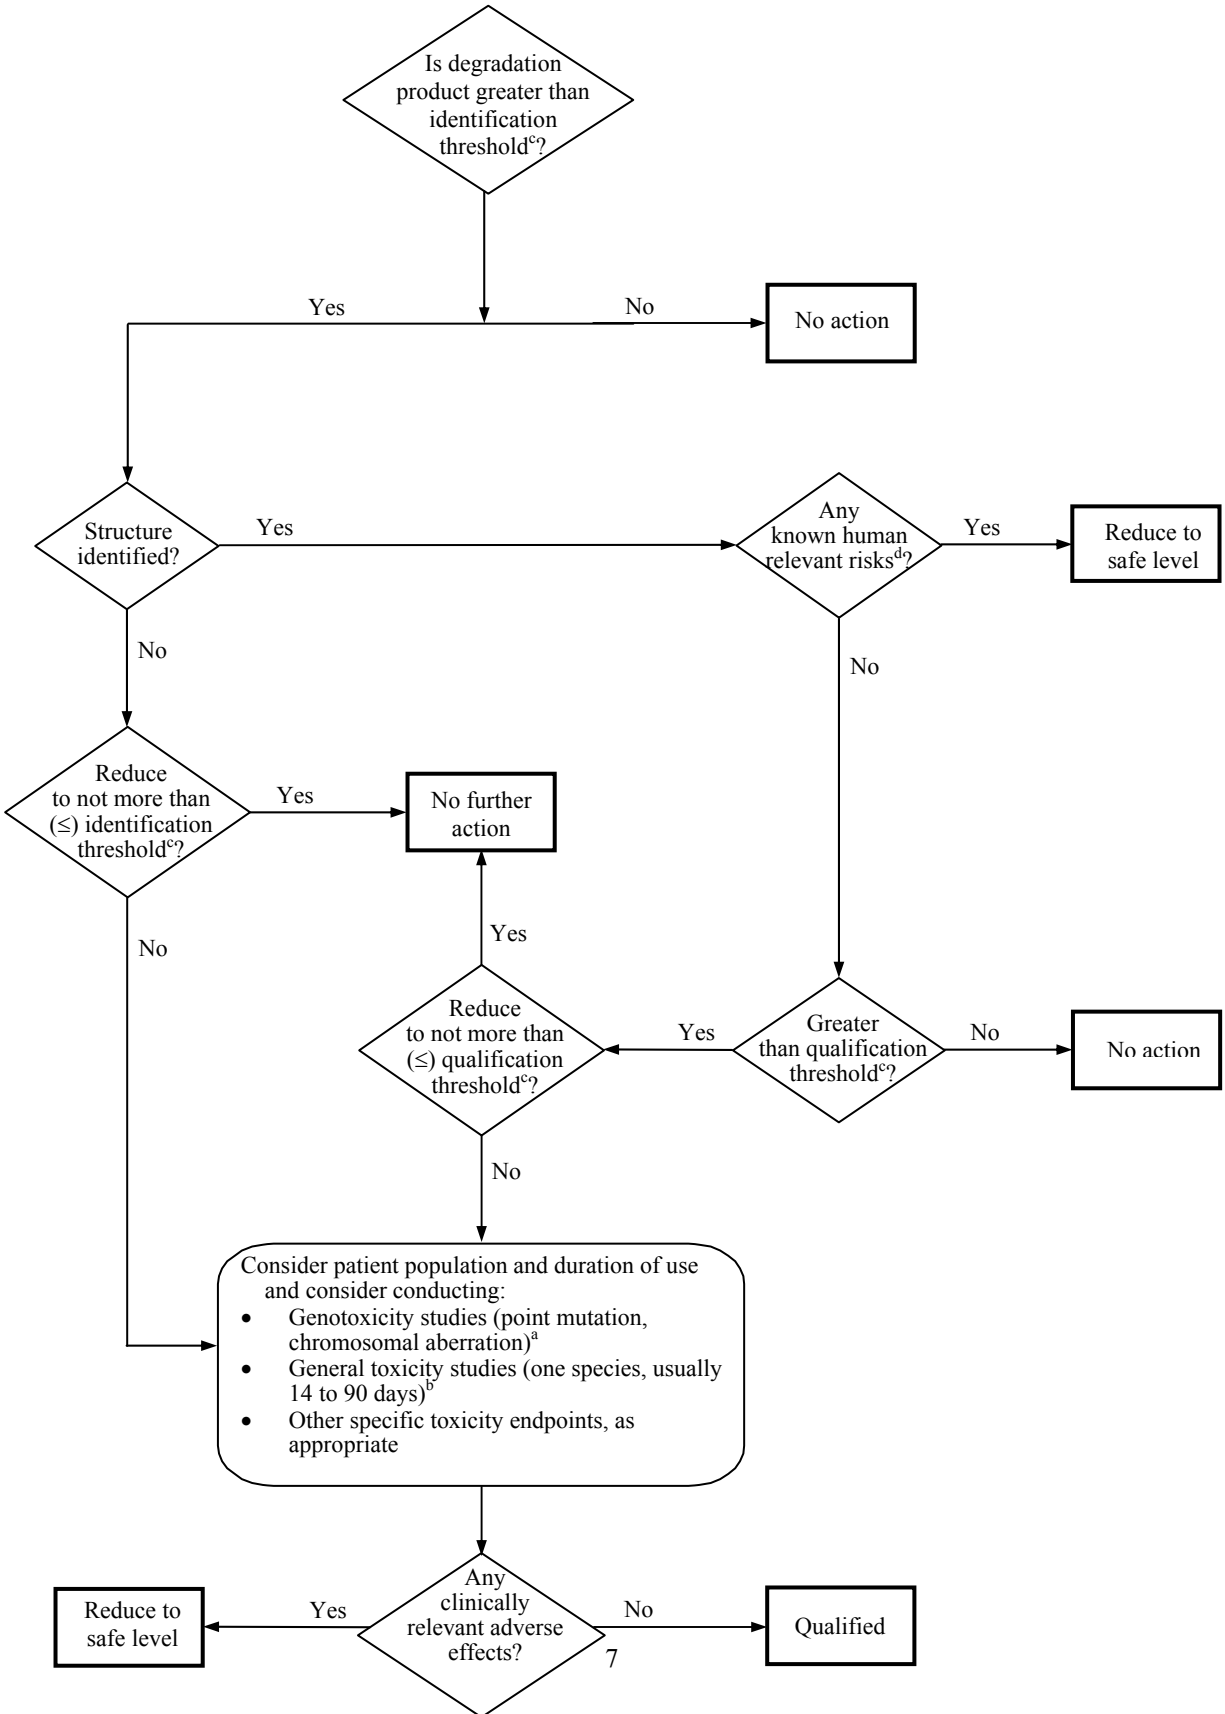 Is degradation
product greater than
identification
thresholdᶜ?
Yes
No
No action
Structure
identified?
Yes
Any
known human
relevant risksᵈ?
Yes
Reduce to
safe level
No
No
Reduce
to not more than
(≤) identification
thresholdᶜ?
Yes
No further
action
No
Yes
Reduce
to not more than
(≤) qualification
thresholdᶜ?
Yes
Greater
than qualification
thresholdᶜ?
No
No action
No
Consider patient population and duration of use
and consider conducting:
• Genotoxicity studies (point mutation,
chromosomal aberration)ᵃ
• General toxicity studies (one species, usually
14 to 90 days)ᵇ
• Other specific toxicity endpoints, as
appropriate
Reduce to
safe level
Yes
Any
clinically
relevant adverse
effects?
No
Qualified
7